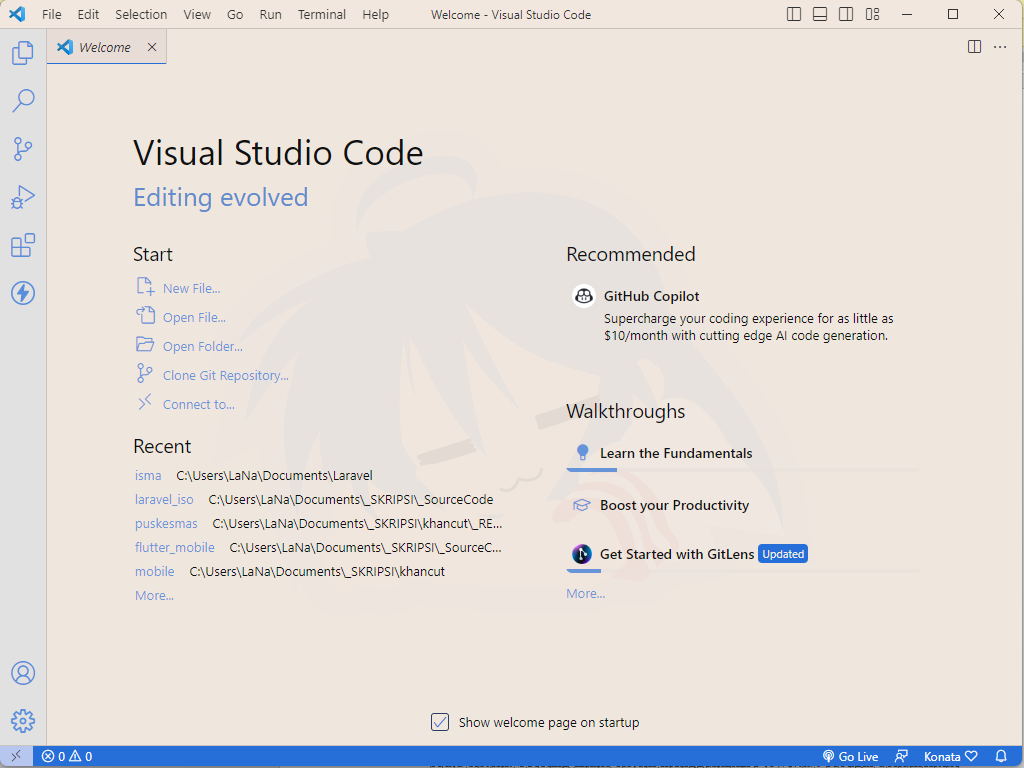 File Edit Selection View Go Run Terminal Help Welcome - Visual Studio Code
Welcome
Visual Studio Code
Editing evolved
Start
New File...
Open File...
Open Folder...
Clone Git Repository...
Connect to...
Recent
isma C:\Users\LaNa\Documents\Laravel
laravel_iso C:\Users\LaNa\Documents\_SKRIPSI\_SourceCode
puskesmas C:\Users\LaNa\Documents\_SKRIPSI\khancut\_RE...
flutter_mobile C:\Users\LaNa\Documents\_SKRIPSI\_SourceC...
mobile C:\Users\LaNa\Documents\_SKRIPSI\khancut
More...
Recommended
GitHub Copilot
Supercharge your coding experience for as little as
$10/month with cutting edge AI code generation.
Walkthroughs
Learn the Fundamentals
Boost your Productivity
Get Started with GitLens Updated
More...
Show welcome page on startup
0 0 Go Live Konata